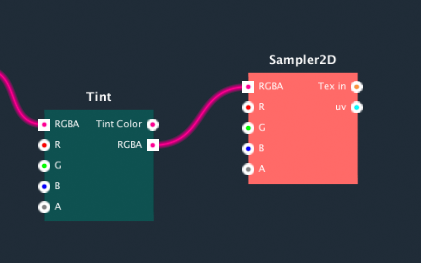 Sampler2D
RGBA Tex in
R uv
G
B
A
Tint
RGBA Tint Color
R RGBA
G
B
A